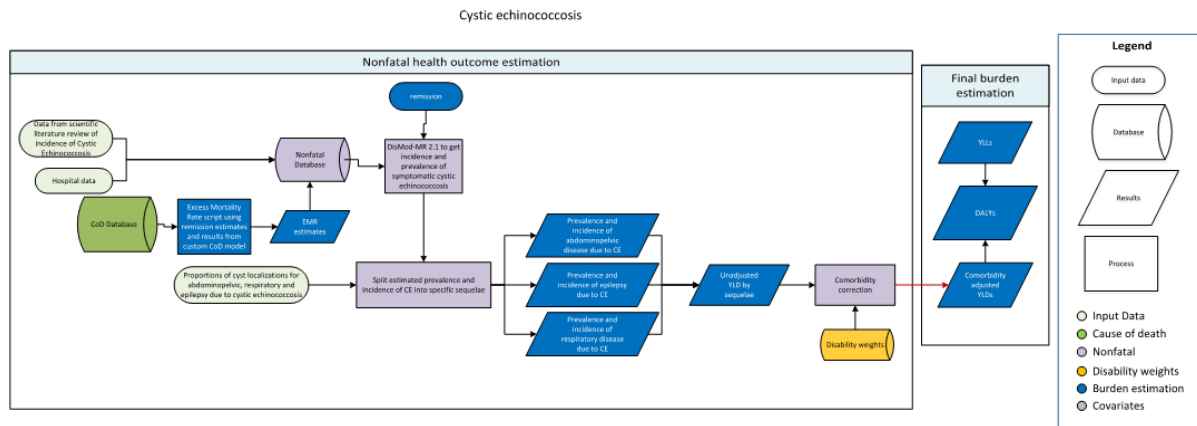 Cystic echinococcosis
Nonfatal health outcome estimation
remission
Data from scientific
literature review of
incidence of Cystic
Echinococcosis
Hospital data
Nonfatal
Database
DisMod-MR 2.1 to get
incidence and
prevalence of
symptomatic cystic
echinococcosis
CoD Database
Excess Mortality
Rate script using
remission estimates
and results from
custom CoD model
EMR
estimates
Proportions of cyst localizations for
abdominopelvic, respiratory and
epilepsy due to cystic echinococcosis
Split estimated prevalence and
incidence of CE into specific sequelae
Prevalence and
incidence of
abdominopelvic
disease due to CE
Prevalence and
incidence of epilepsy
due to CE
Prevalence and
incidence of
respiratory disease
due to CE
Unadjusted
YLD by
sequelae
Comorbidity
correction
Disability weights
Final burden
estimation
YLLs
DALYs
Comorbidity
adjusted YLDs
Legend
Input data
Database
Results
Process
Input Data
Cause of death
Nonfatal
Disability weights
Burden estimation
Covariates